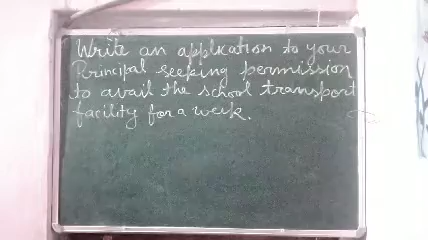 Write an application to your
Principal seeking permission
to avail the school transport
facility for a week.